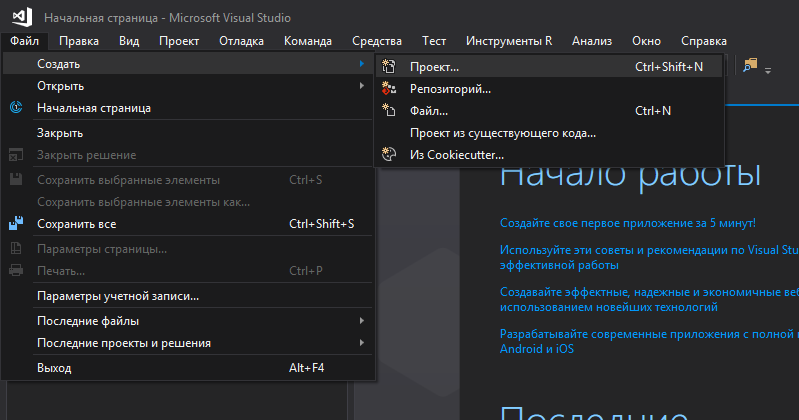 Начальная страница - Microsoft Visual Studio
Файл Правка Вид Проект Отладка Команда Средства Тест Инструменты R Анализ Окно Справка
Создать
Открыть
Начальная страница
Закрыть
Закрыть решение
Сохранить выбранные элементы Ctrl+S
Сохранить выбранные элементы как...
Сохранить все Ctrl+Shift+S
Параметры страницы...
Печать... Ctrl+P
Параметры учетной записи...
Последние файлы
Последние проекты и решения
Выход Alt+F4
Проект... Ctrl+Shift+N
Репозиторий...
Файл... Ctrl+N
Проект из существующего кода...
Из Cookiecutter...
Начало работы
Создайте свое первое приложение за 5 минут!
Используйте эти советы и рекомендации по Visual Stu
эффективной работы
Создавайте эффектные, надежные и экономичные веб
использованием новейших технологий
Разрабатывайте современные приложения с полной п
Android и iOS
Последние